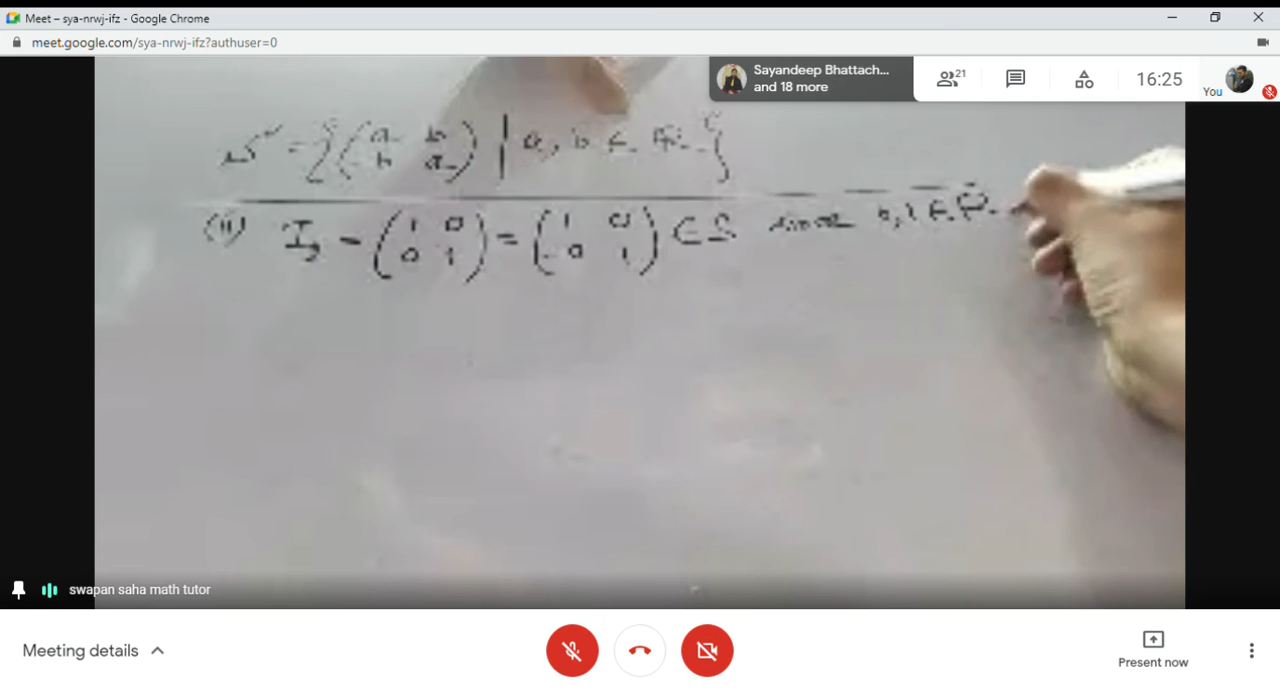 Meet – sya-nrwj-ifz - Google Chrome
meet.google.com/sya-nrwj-ifz?authuser=0
Sayandeep Bhattach...
and 18 more
21
16:25
You
S = {(a b
-b a) | a, b ∈ }
(ii) I₂ = (1 0
0 1) = (1 0
-0 1) ∈ S since 0, 1 ∈
swapan saha math tutor
Meeting details
Present now